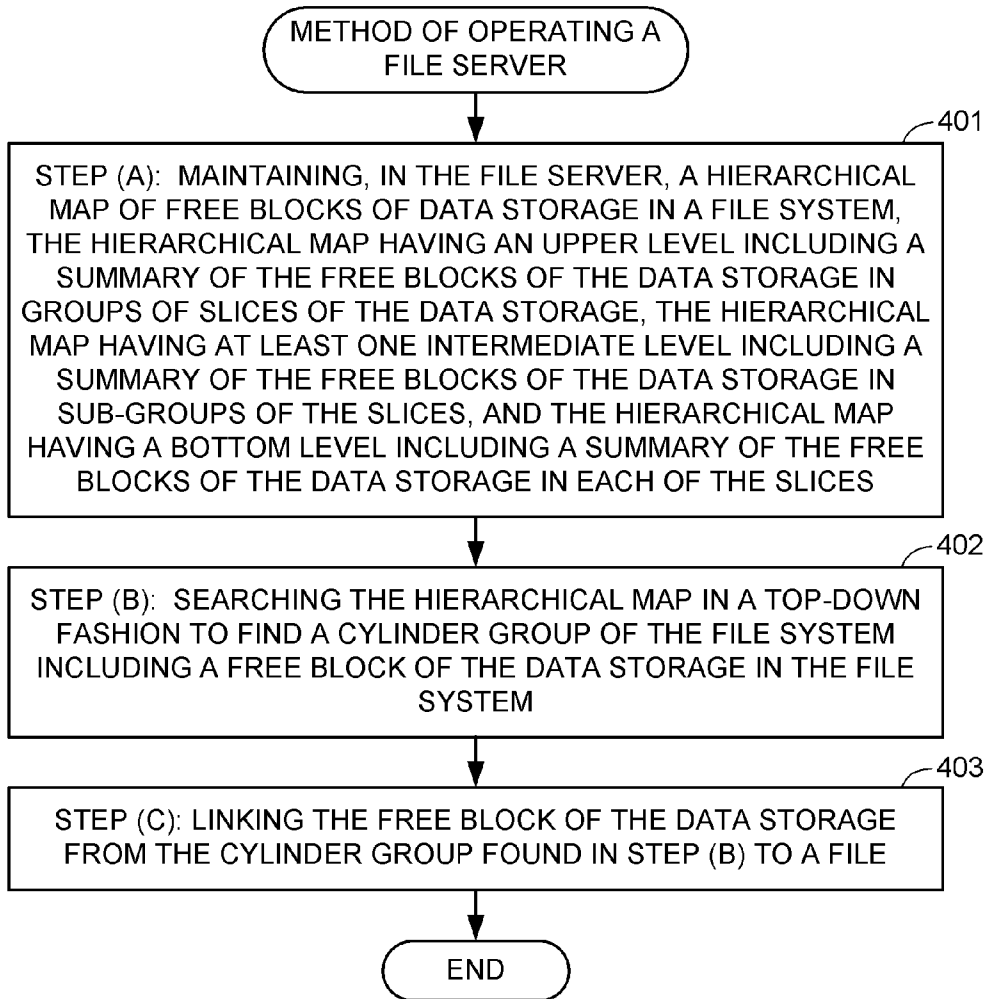 METHOD OF OPERATING A
FILE SERVER
401
STEP (A): MAINTAINING, IN THE FILE SERVER, A HIERARCHICAL
MAP OF FREE BLOCKS OF DATA STORAGE IN A FILE SYSTEM,
THE HIERARCHICAL MAP HAVING AN UPPER LEVEL INCLUDING A
SUMMARY OF THE FREE BLOCKS OF THE DATA STORAGE IN
GROUPS OF SLICES OF THE DATA STORAGE, THE HIERARCHICAL
MAP HAVING AT LEAST ONE INTERMEDIATE LEVEL INCLUDING A
SUMMARY OF THE FREE BLOCKS OF THE DATA STORAGE IN
SUB-GROUPS OF THE SLICES, AND THE HIERARCHICAL MAP
HAVING A BOTTOM LEVEL INCLUDING A SUMMARY OF THE FREE
BLOCKS OF THE DATA STORAGE IN EACH OF THE SLICES
402
STEP (B): SEARCHING THE HIERARCHICAL MAP IN A TOP-DOWN
FASHION TO FIND A CYLINDER GROUP OF THE FILE SYSTEM
INCLUDING A FREE BLOCK OF THE DATA STORAGE IN THE FILE
SYSTEM
403
STEP (C): LINKING THE FREE BLOCK OF THE DATA STORAGE
FROM THE CYLINDER GROUP FOUND IN STEP (B) TO A FILE
END